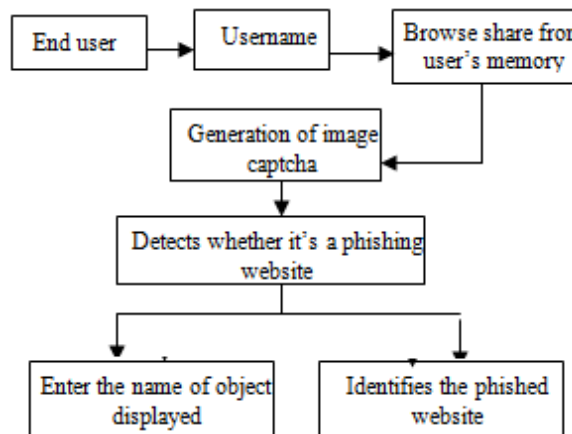 End user
Username
Browse share from
user's memory
Generation of image
captcha
Detects whether it's a phishing
website
Enter the name of object
displayed
Identifies the phished
website